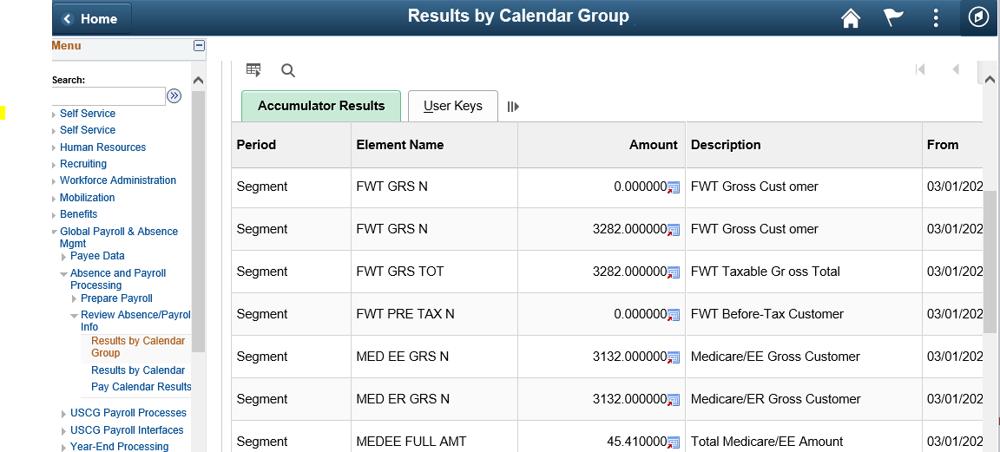 Home
Results by Calendar Group
Menu
Search:
Self Service
Self Service
Human Resources
Recruiting
Workforce Administration
Mobilization
Benefits
Global Payroll & Absence
Mgmt
Payee Data
Absence and Payroll
Processing
Prepare Payroll
Review Absence/Payrol
Info
Results by Calendar
Group
Results by Calendar
Pay Calendar Results
USCG Payroll Processes
USCG Payroll Interfaces
Year-End Processing
Accumulator Results User Keys
Period Element Name Amount Description From
Segment FWT GRS N 0.000000 FWT Gross Cust omer 03/01/202
Segment FWT GRS N 3282.000000 FWT Gross Cust omer 03/01/202
Segment FWT GRS TOT 3282.000000 FWT Taxable Gr oss Total 03/01/202
Segment FWT PRE TAX N 0.000000 FWT Before-Tax Customer 03/01/202
Segment MED EE GRS N 3132.000000 Medicare/EE Gross Customer 03/01/202
Segment MED ER GRS N 3132.000000 Medicare/ER Gross Customer 03/01/202
Segment MEDEE FULL AMT 45.410000 Total Medicare/EE Amount 03/01/202